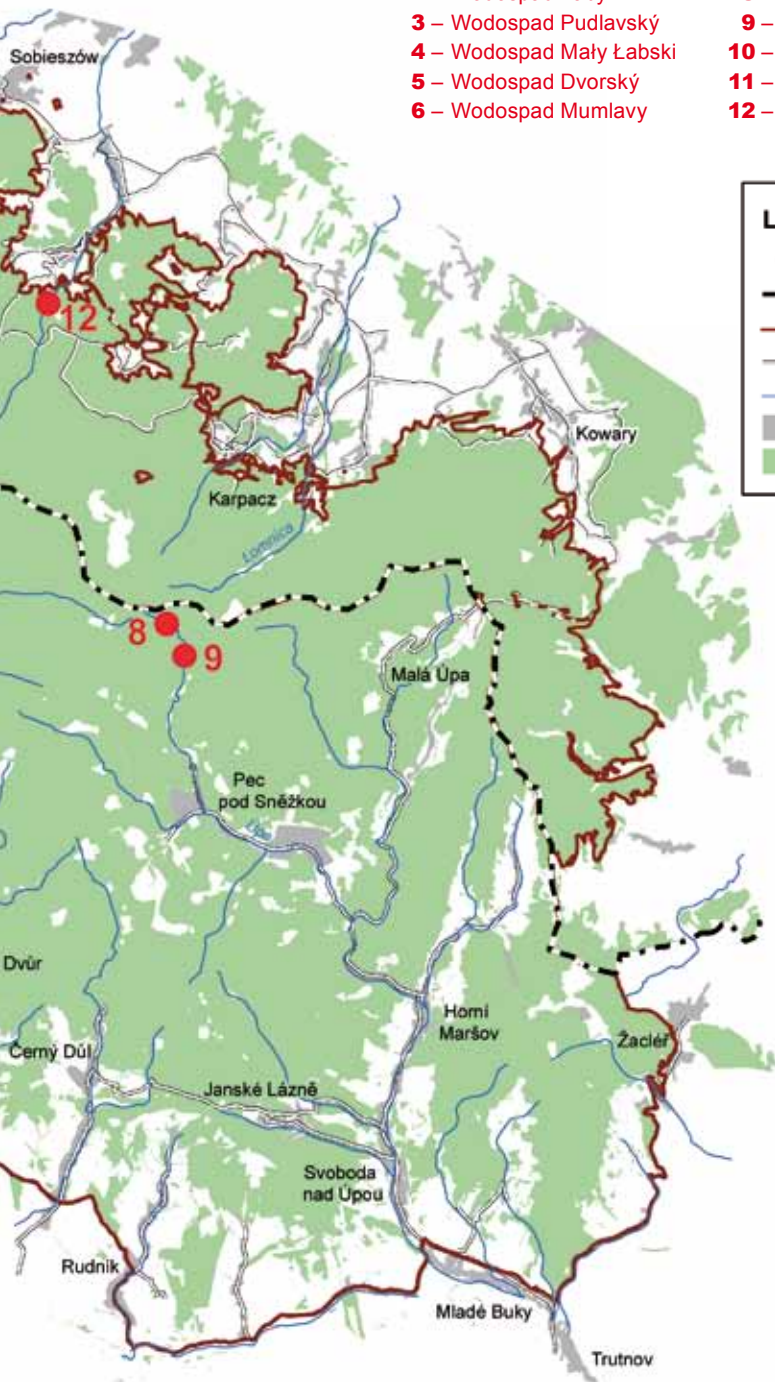 3 – Wodospad Pudlavský
4 – Wodospad Mały Łabski
5 – Wodospad Dvorský
6 – Wodospad Mumlavy
9 –
10 –
11 –
12 –
L
Sobieszów
12
Kowary
Karpacz
Łomnica
8
9
Malá Úpa
Pec
pod Sněžkou
Úpa
Dvůr
Horní
Maršov
Žacléř
Černý Důl
Janské Lázně
Svoboda
nad Úpou
Rudník
Mladé Buky
Trutnov